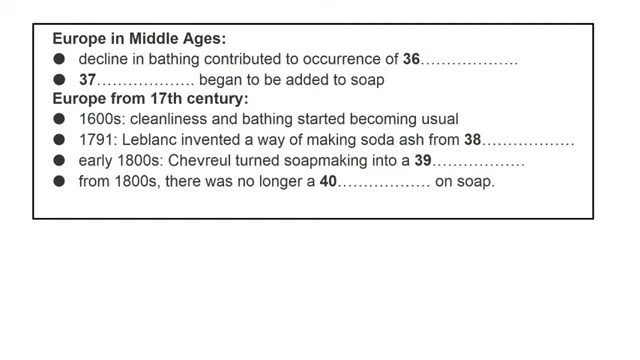 Europe in Middle Ages:
● decline in bathing contributed to occurrence of 36……………….
● 37………………. began to be added to soap
Europe from 17th century:
● 1600s: cleanliness and bathing started becoming usual
● 1791: Leblanc invented a way of making soda ash from 38………………
● early 1800s: Chevreul turned soapmaking into a 39………………
● from 1800s, there was no longer a 40……………… on soap.